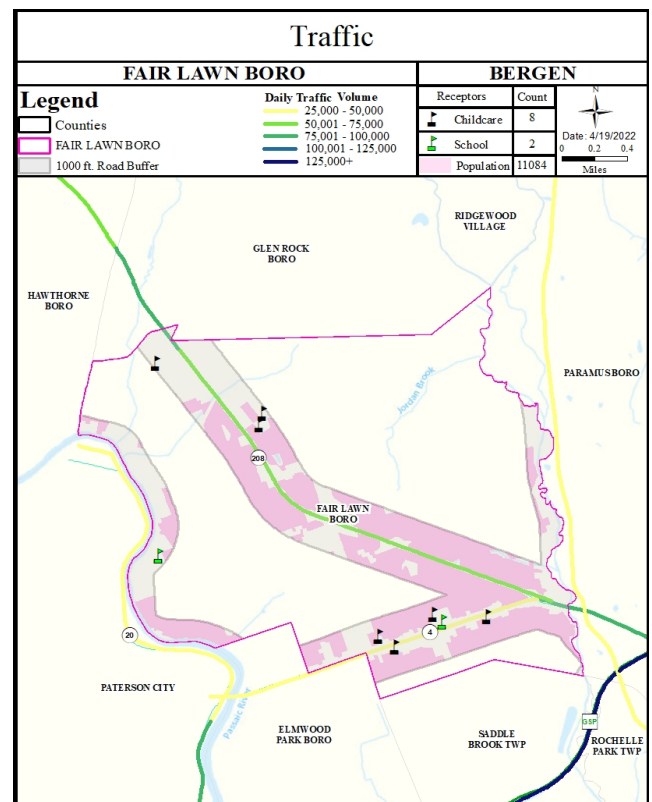 Traffic
FAIR LAWN BORO
BERGEN
Legend
Counties
FAIR LAWN BORO
1000 ft. Road Buffer
Daily Traffic Volume
25,000 - 50,000
50,001 - 75,000
75,001 - 100,000
100,001 - 125,000
125,000+
Receptors Count
Childcare 8
School 2
Population 11084
N
Date: 4/19/2022
0 0.2 0.4
Miles
RIDGEWOOD
VILLAGE
GLEN ROCK
BORO
HAWTHORNE
BORO
PARAMUS BORO
Jordan Brook
208
FAIR LAWN
BORO
20
4
PATERSON CITY
Passaic River
ELMWOOD
PARK BORO
SADDLE
BROOK TWP
GSP
ROCHELLE
PARK TWP